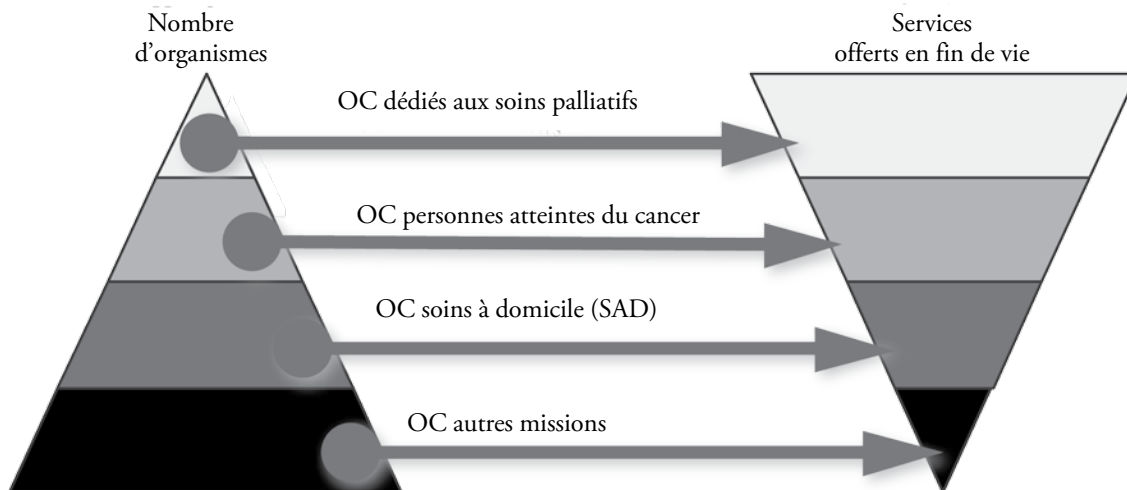 Nombre
d’organismes
Services
offerts en fin de vie
OC dédiés aux soins palliatifs
OC personnes atteintes du cancer
OC soins à domicile (SAD)
OC autres missions